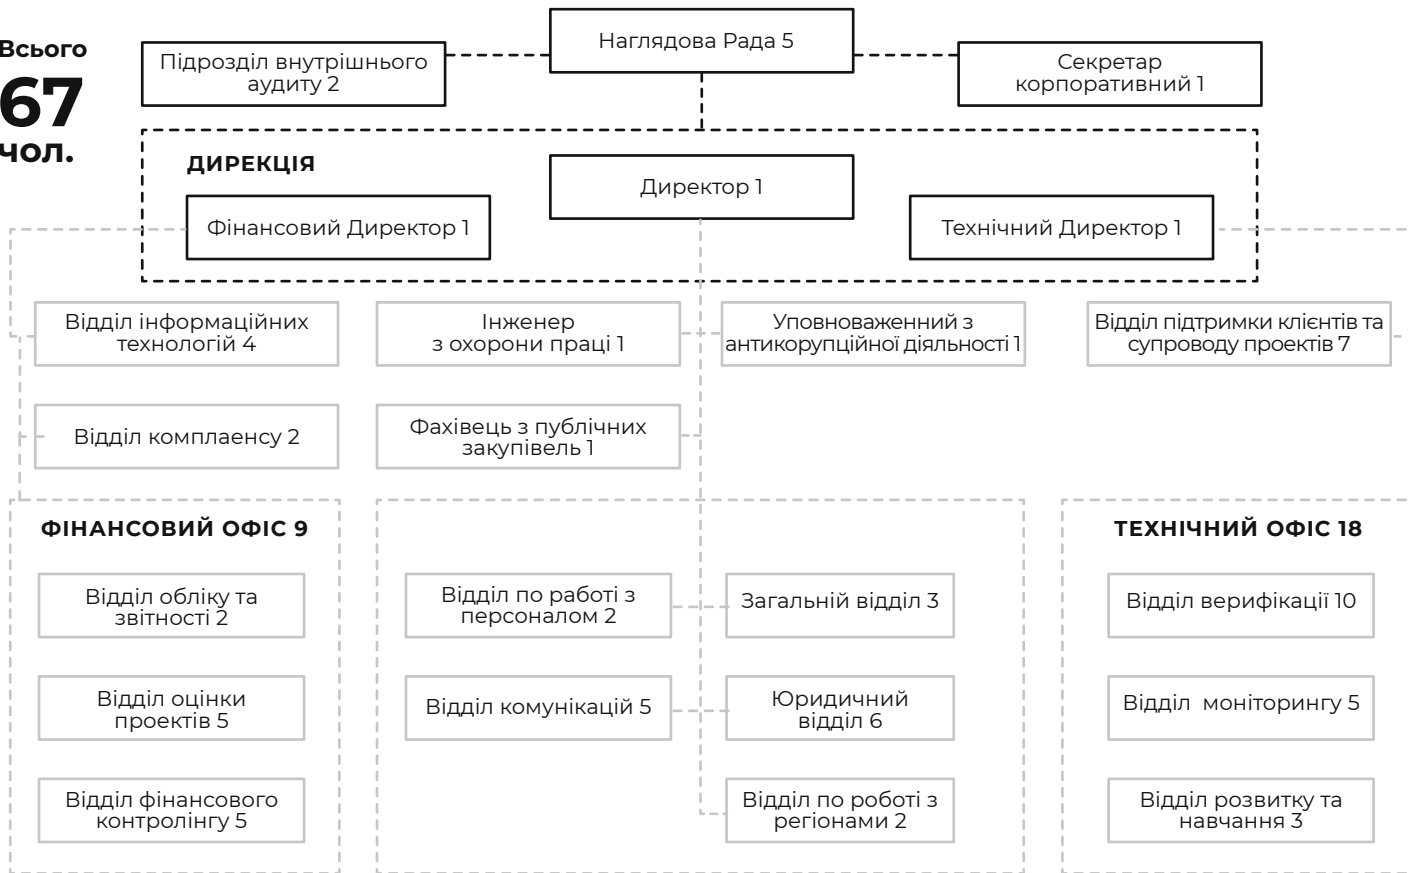 Всього
67
чол.
Наглядова Рада 5
Підрозділ внутрішнього
аудиту 2
Секретар
корпоративний 1
ДИРЕКЦІЯ
Директор 1
Фінансовий Директор 1
Технічний Директор 1
Відділ інформаційних
технологій 4
Інженер
з охорони праці 1
Уповноваженний з
антикорупційної діяльності 1
Відділ підтримки клієнтів та
супроводу проектів 7
Відділ комплаенсу 2
Фахівець з публічних
закупівель 1
ФІНАНСОВИЙ ОФІС 9
Відділ обліку та
звітності 2
Відділ оцінки
проектів 5
Відділ фінансового
контролінгу 5
Відділ по работі з
персоналом 2
Загальній відділ 3
Відділ комунікацій 5
Юридичний
відділ 6
Відділ по роботі з
регіонами 2
ТЕХНІЧНИЙ ОФІС 18
Відділ верифікації 10
Відділ моніторингу 5
Відділ розвитку та
навчання 3